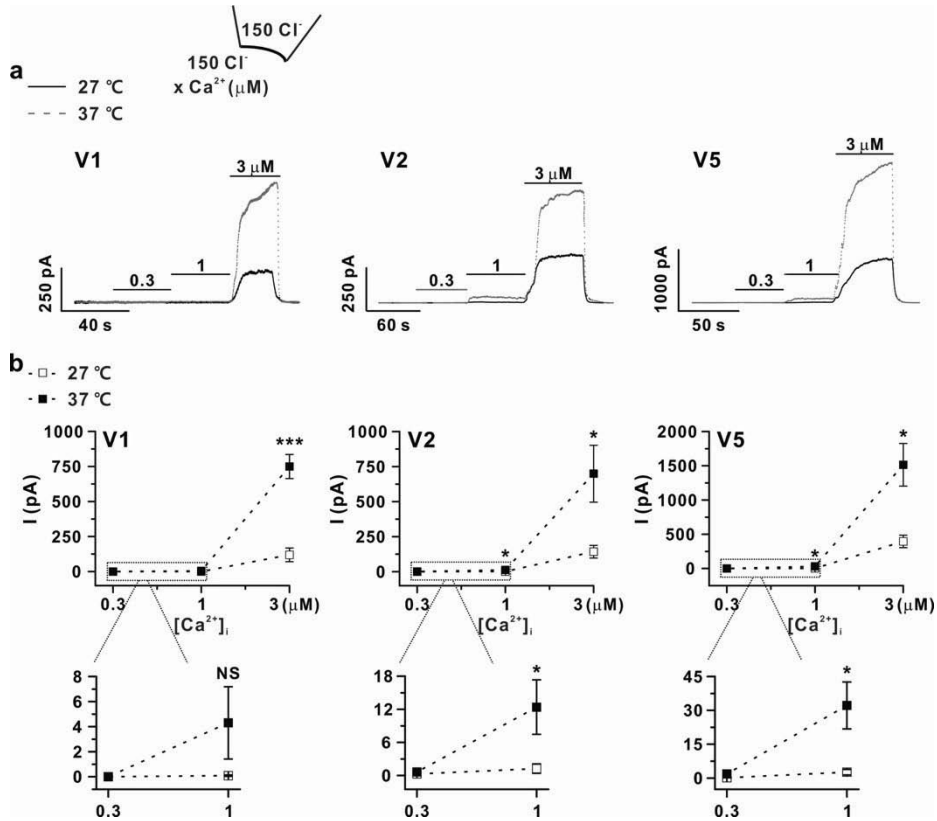 150 Cl⁻
150 Cl⁻
x Ca²⁺(μM)
a
27 ℃
37 ℃
V1
V2
V5
3 μM
3 μM
3 μM
0.3
1
0.3
1
0.3
1
250 pA
40 s
250 pA
60 s
1000 pA
50 s
b
27 ℃
37 ℃
V1
***
I (pA)
1000
750
500
250
0
0.3
1
3 (μM)
[Ca²⁺]ᵢ
V2
*
*
I (pA)
1000
750
500
250
0
0.3
1
3 (μM)
[Ca²⁺]ᵢ
V5
*
*
I (pA)
2000
1500
1000
500
0
0.3
1
3 (μM)
[Ca²⁺]ᵢ
NS
8
6
4
2
0
0.3
1
*
18
12
6
0
0.3
1
*
45
30
15
0
0.3
1